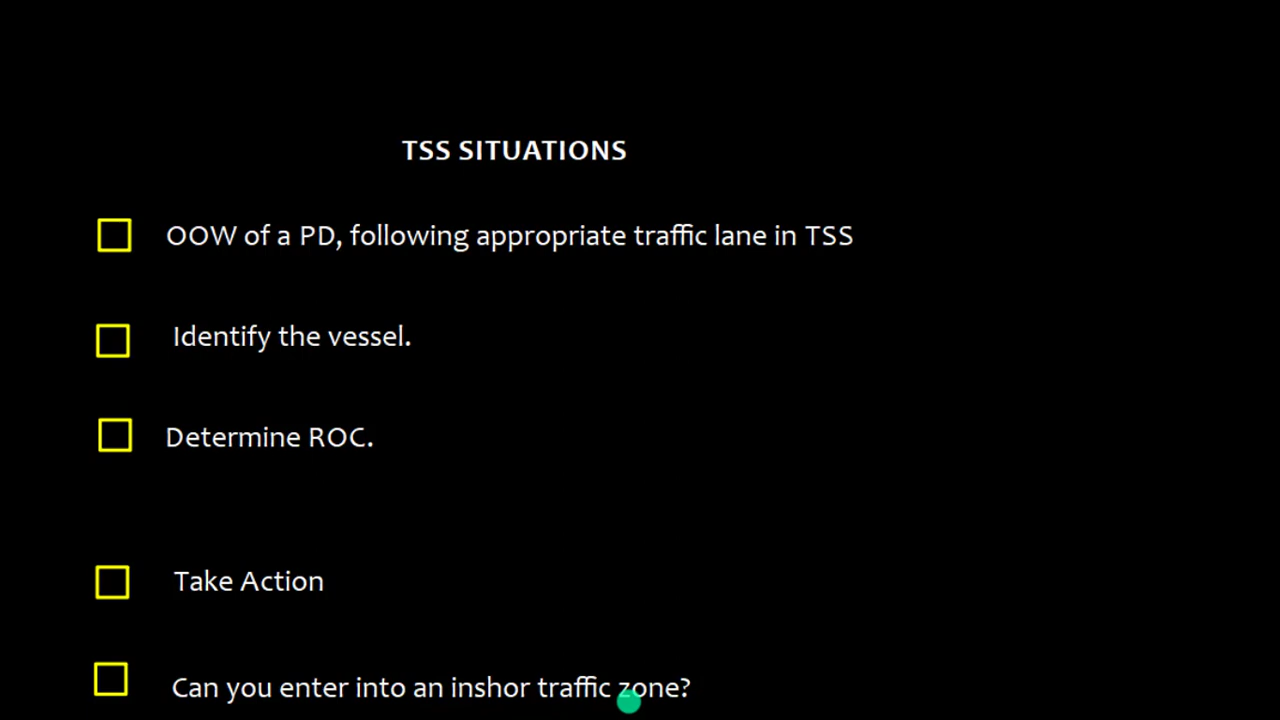 TSS SITUATIONS
OOW of a PD, following appropriate traffic lane in TSS
Identify the vessel.
Determine ROC.
Take Action
Can you enter into an inshor traffic zone?